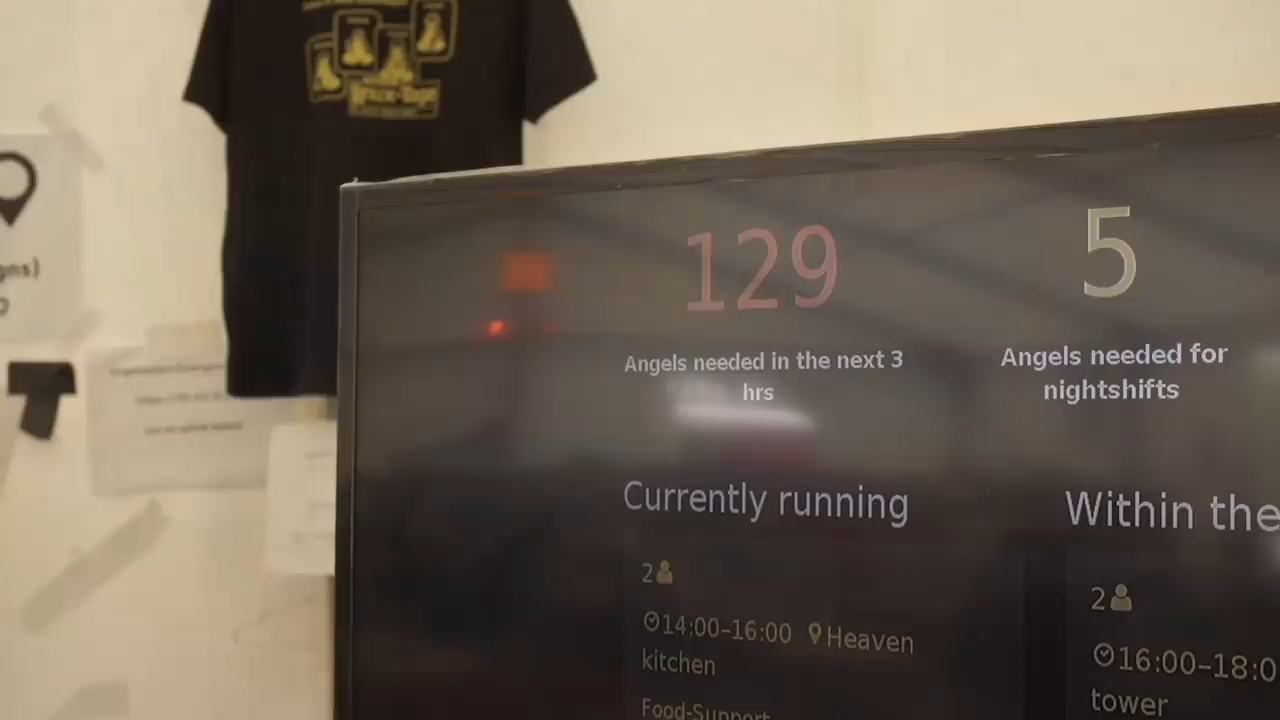 gns)
129
Angels needed in the next 3
hrs
5
Angels needed for
nightshifts
Currently running
2
14:00–16:00 Heaven
kitchen
Food-Support
Within the
2
16:00–18:0
tower